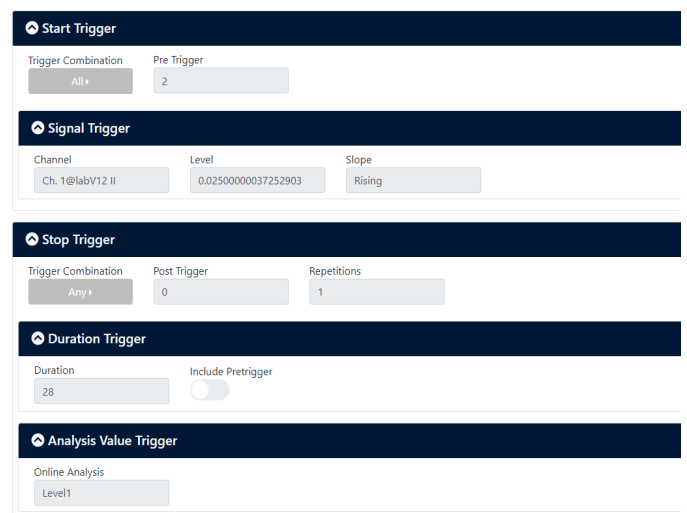 Start Trigger
Trigger Combination Pre Trigger
All 2
Signal Trigger
Channel Level Slope
Ch. 1@labV12 II 0.02500000037252903 Rising
Stop Trigger
Trigger Combination Post Trigger Repetitions
Any 0 1
Duration Trigger
Duration Include Pretrigger
28
Analysis Value Trigger
Online Analysis
Level1